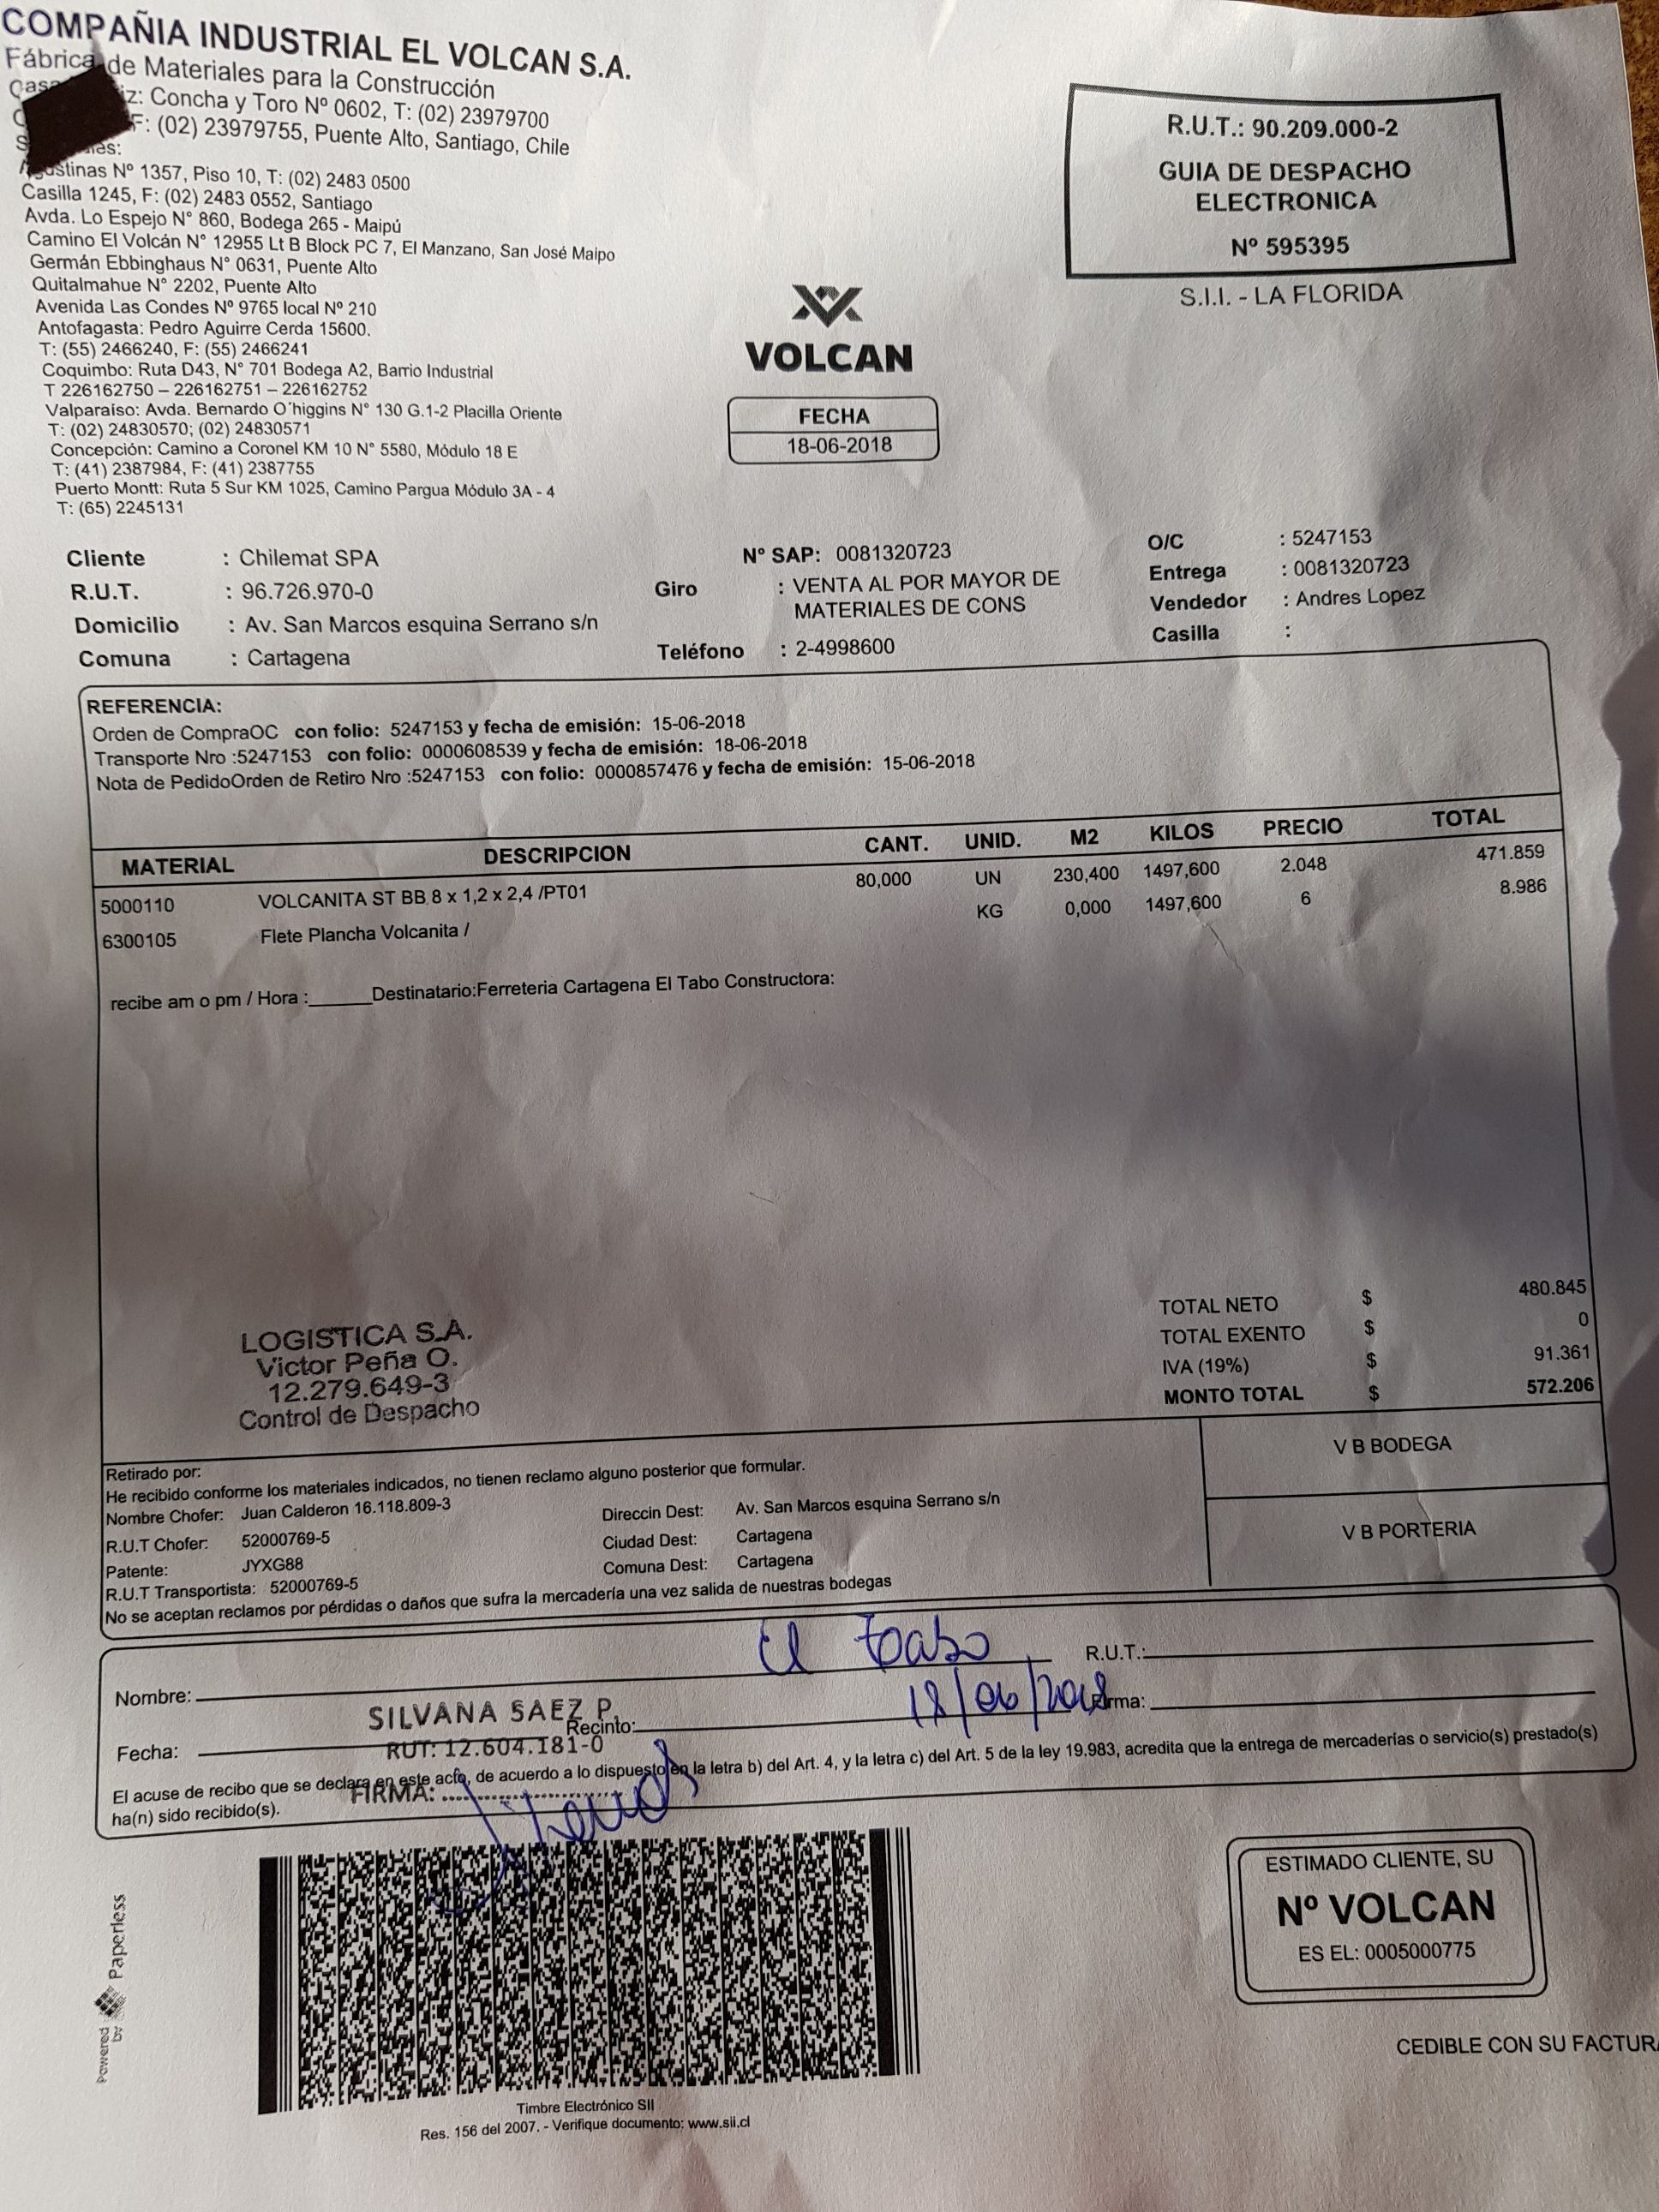 COMPAÑIA INDUSTRIAL EL VOLCAN S.A.
Fábrica de Materiales para la Construcción
iz: Concha y Toro Nº 0602, T: (02) 23979700
F: (02) 23979755, Puente Alto, Santiago, Chile
Nº 1357, Piso 10, T: (02) 2483 0500
Casilla 1245, F: (02) 2483 0552, Santiago
Avda. Lo Espejo N° 860, Bodega 265 - Maipú
Camino El Volcán N° 12955 Lt B Block PC 7, El Manzano, San José Maipo
Germán Ebbinghaus N° 0631, Puente Alto
Quitalmahue N° 2202, Puente Alto
Avenida Las Condes Nº 9765 local Nº 210
Antofagasta: Pedro Aguirre Cerda 15600.
T: (55) 2466240, F: (55) 2466241
Coquimbo: Ruta D43, N° 701 Bodega A2, Barrio Industrial
T 226162750 – 226162751 – 226162752
Valparaíso: Avda. Bernardo O´higgins N° 130 G.1-2 Placilla Oriente
T: (02) 24830570; (02) 24830571
Concepción: Camino a Coronel KM 10 N° 5580, Módulo 18 E
T: (41) 2387984, F: (41) 2387755
Puerto Montt: Ruta 5 Sur KM 1025, Camino Pargua Módulo 3A - 4
T: (65) 2245131
R.U.T.: 90.209.000-2
GUIA DE DESPACHO
ELECTRONICA
Nº 595395
S.I.I. - LA FLORIDA
VOLCAN
FECHA
18-06-2018
Cliente : Chilemat SPA
R.U.T. : 96.726.970-0
Domicilio : Av. San Marcos esquina Serrano s/n
Comuna : Cartagena
Nº SAP: 0081320723
Giro : VENTA AL POR MAYOR DE
MATERIALES DE CONS
Teléfono : 2-4998600
O/C : 5247153
Entrega : 0081320723
Vendedor : Andres Lopez
Casilla :
REFERENCIA:
Orden de CompraOC con folio: 5247153 y fecha de emisión: 15-06-2018
Transporte Nro :5247153 con folio: 0000608539 y fecha de emisión: 18-06-2018
Nota de PedidoOrden de Retiro Nro :5247153 con folio: 0000857476 y fecha de emisión: 15-06-2018
MATERIAL DESCRIPCION CANT. UNID. M2 KILOS PRECIO TOTAL
5000110 VOLCANITA ST BB 8 x 1,2 x 2,4 /PT01 80,000 UN 230,400 1497,600 2.048 471.859
6300105 Flete Plancha Volcanita / KG 0,000 1497,600 6 8.986
recibe am o pm / Hora :______Destinatario:Ferreteria Cartagena El Tabo Constructora:
TOTAL NETO $ 480.845
TOTAL EXENTO $ 0
IVA (19%) $ 91.361
MONTO TOTAL $ 572.206
LOGISTICA S.A.
Victor Peña O.
12.279.649-3
Control de Despacho
Retirado por:
He recibido conforme los materiales indicados, no tienen reclamo alguno posterior que formular.
Nombre Chofer: Juan Calderon 16.118.809-3
R.U.T Chofer: 52000769-5
Patente: JYXG88
R.U.T Transportista: 52000769-5
Direccin Dest: Av. San Marcos esquina Serrano s/n
Ciudad Dest: Cartagena
Comuna Dest: Cartagena
No se aceptan reclamos por pérdidas o daños que sufra la mercadería una vez salida de nuestras bodegas
V B BODEGA
V B PORTERIA
El Tabo
Nombre: R.U.T.:
18/06/2018
Fecha: Recinto: Firma:
SILVANA SAEZ P.
RUT: 12.604.181-0
FIRMA:
El acuse de recibo que se declara en este acto, de acuerdo a lo dispuesto en la letra b) del Art. 4, y la letra c) del Art. 5 de la ley 19.983, acredita que la entrega de mercaderías o servicio(s) prestado(s)
ha(n) sido recibido(s).
Powered by Paperless
Timbre Electrónico SII
Res. 156 del 2007. - Verifique documento: www.sii.cl
ESTIMADO CLIENTE, SU
Nº VOLCAN
ES EL: 0005000775
CEDIBLE CON SU FACTURA